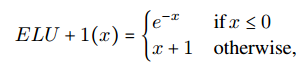 ELU + 1(x) = { e^{-x} if x ≤ 0
x + 1 otherwise,